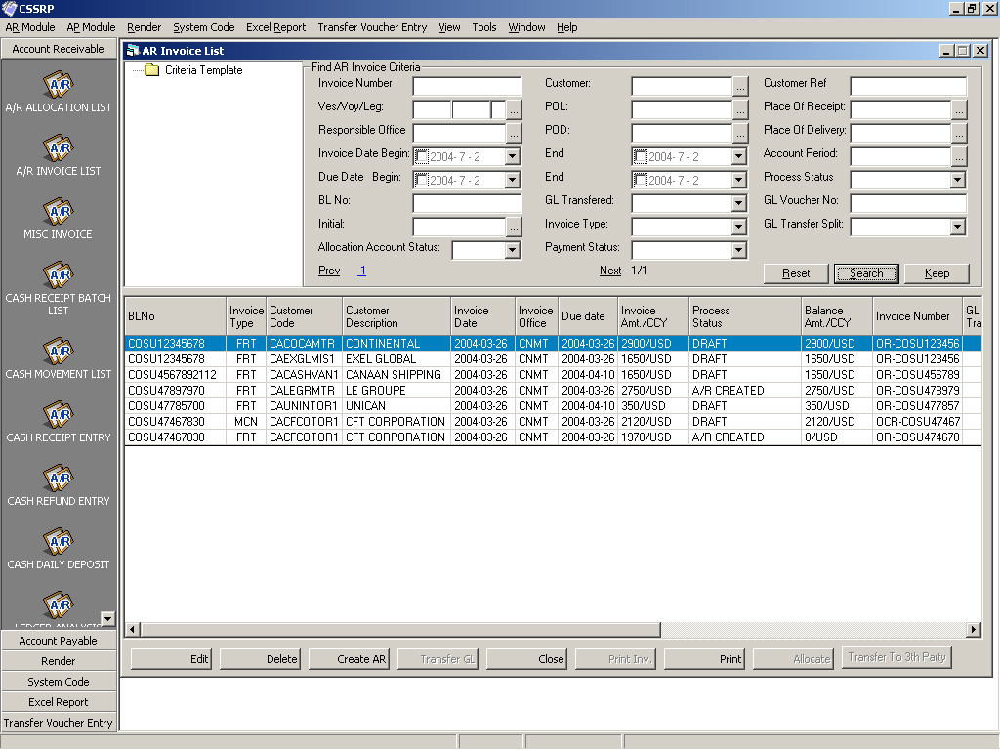 CSSRP
AR Module AP Module Render System Code Excel Report Transfer Voucher Entry View Tools Window Help
Account Receivable
A/R ALLOCATION LIST
A/R INVOICE LIST
MISC INVOICE
CASH RECEIPT BATCH LIST
CASH MOVEMENT LIST
CASH RECEIPT ENTRY
CASH REFUND ENTRY
CASH DAILY DEPOSIT
LEDGER ANALYSIS
Account Payable
Render
System Code
Excel Report
Transfer Voucher Entry
AR Invoice List
Criteria Template
Find AR Invoice Criteria
Invoice Number Customer: ... Customer Ref
Ves/Voy/Leg: ... POL: ... Place Of Receipt: ...
Responsible Office ... POD: ... Place Of Delivery: ...
Invoice Date Begin: 2004- 7 - 2 End 2004- 7 - 2 Account Period: ...
Due Date Begin: 2004- 7 - 2 End 2004- 7 - 2 Process Status
BL No: GL Transfered: GL Voucher No:
Initial: ... Invoice Type: GL Transfer Split:
Allocation Account Status: Payment Status:
Prev 1 Next 1/1 Reset Search Keep
BLNo Invoice Type Customer Code Customer Description Invoice Date Invoice Office Due date Invoice Amt./CCY Process Status Balance Amt./CCY Invoice Number GL Tra
COSU12345678 FRT CACOCAMTR CONTINENTAL 2004-03-26 CNMT 2004-03-26 2900/USD DRAFT 2900/USD OR-COSU123456
COSU12345678 FRT CAEXGLMIS1 EXEL GLOBAL 2004-03-26 CNMT 2004-03-26 1650/USD DRAFT 1650/USD OR-COSU123456
COSU4567892112 FRT CACASHVAN1 CANAAN SHIPPING 2004-03-26 CNMT 2004-04-10 1650/USD DRAFT 1650/USD OR-COSU456789
COSU47897970 FRT CALEGRMTR LE GROUPE 2004-03-26 CNMT 2004-03-26 2750/USD A/R CREATED 2750/USD OR-COSU478979
COSU47785700 FRT CAUNINTOR1 UNICAN 2004-03-26 CNMT 2004-04-10 350/USD DRAFT 350/USD OR-COSU477857
COSU47467830 MCN CACFCOTOR1 CFT CORPORATION 2004-03-26 CNMT 2004-03-26 2120/USD DRAFT 2120/USD OCR-COSU47467
COSU47467830 FRT CACFCOTOR1 CFT CORPORATION 2004-03-26 CNMT 2004-03-26 1970/USD A/R CREATED 0/USD OR-COSU474678
Edit Delete Create AR Transfer GL Close Print Inv. Print Allocate Transfer To 3th Party